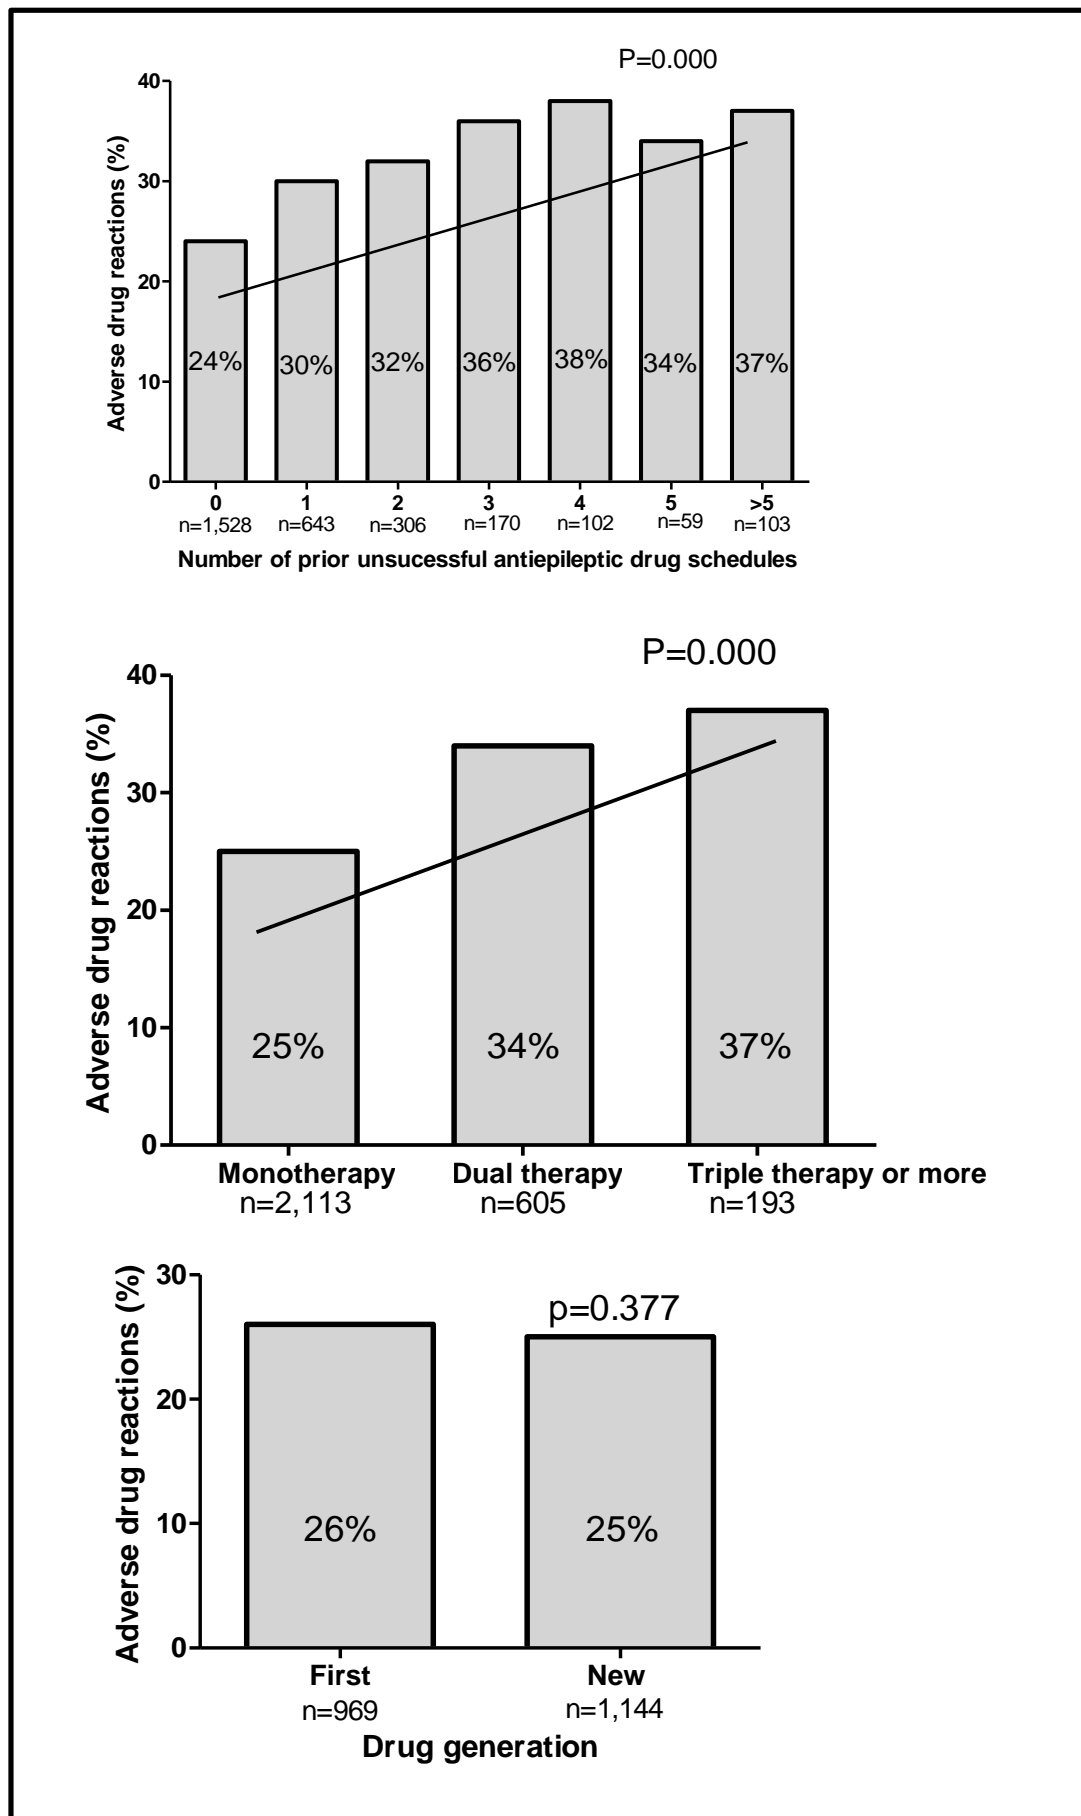 P=0.000
Adverse drug reactions (%)
40
30
20
10
0
24% 30% 32% 36% 38% 34% 37%
0 1 2 3 4 5 >5
n=1,528 n=643 n=306 n=170 n=102 n=59 n=103
Number of prior unsucessful antiepileptic drug schedules
P=0.000
Adverse drug reactions (%)
40
30
20
10
0
25% 34% 37%
Monotherapy Dual therapy Triple therapy or more
n=2,113 n=605 n=193
p=0.377
Adverse drug reactions (%)
30
20
10
0
26% 25%
First New
n=969 n=1,144
Drug generation